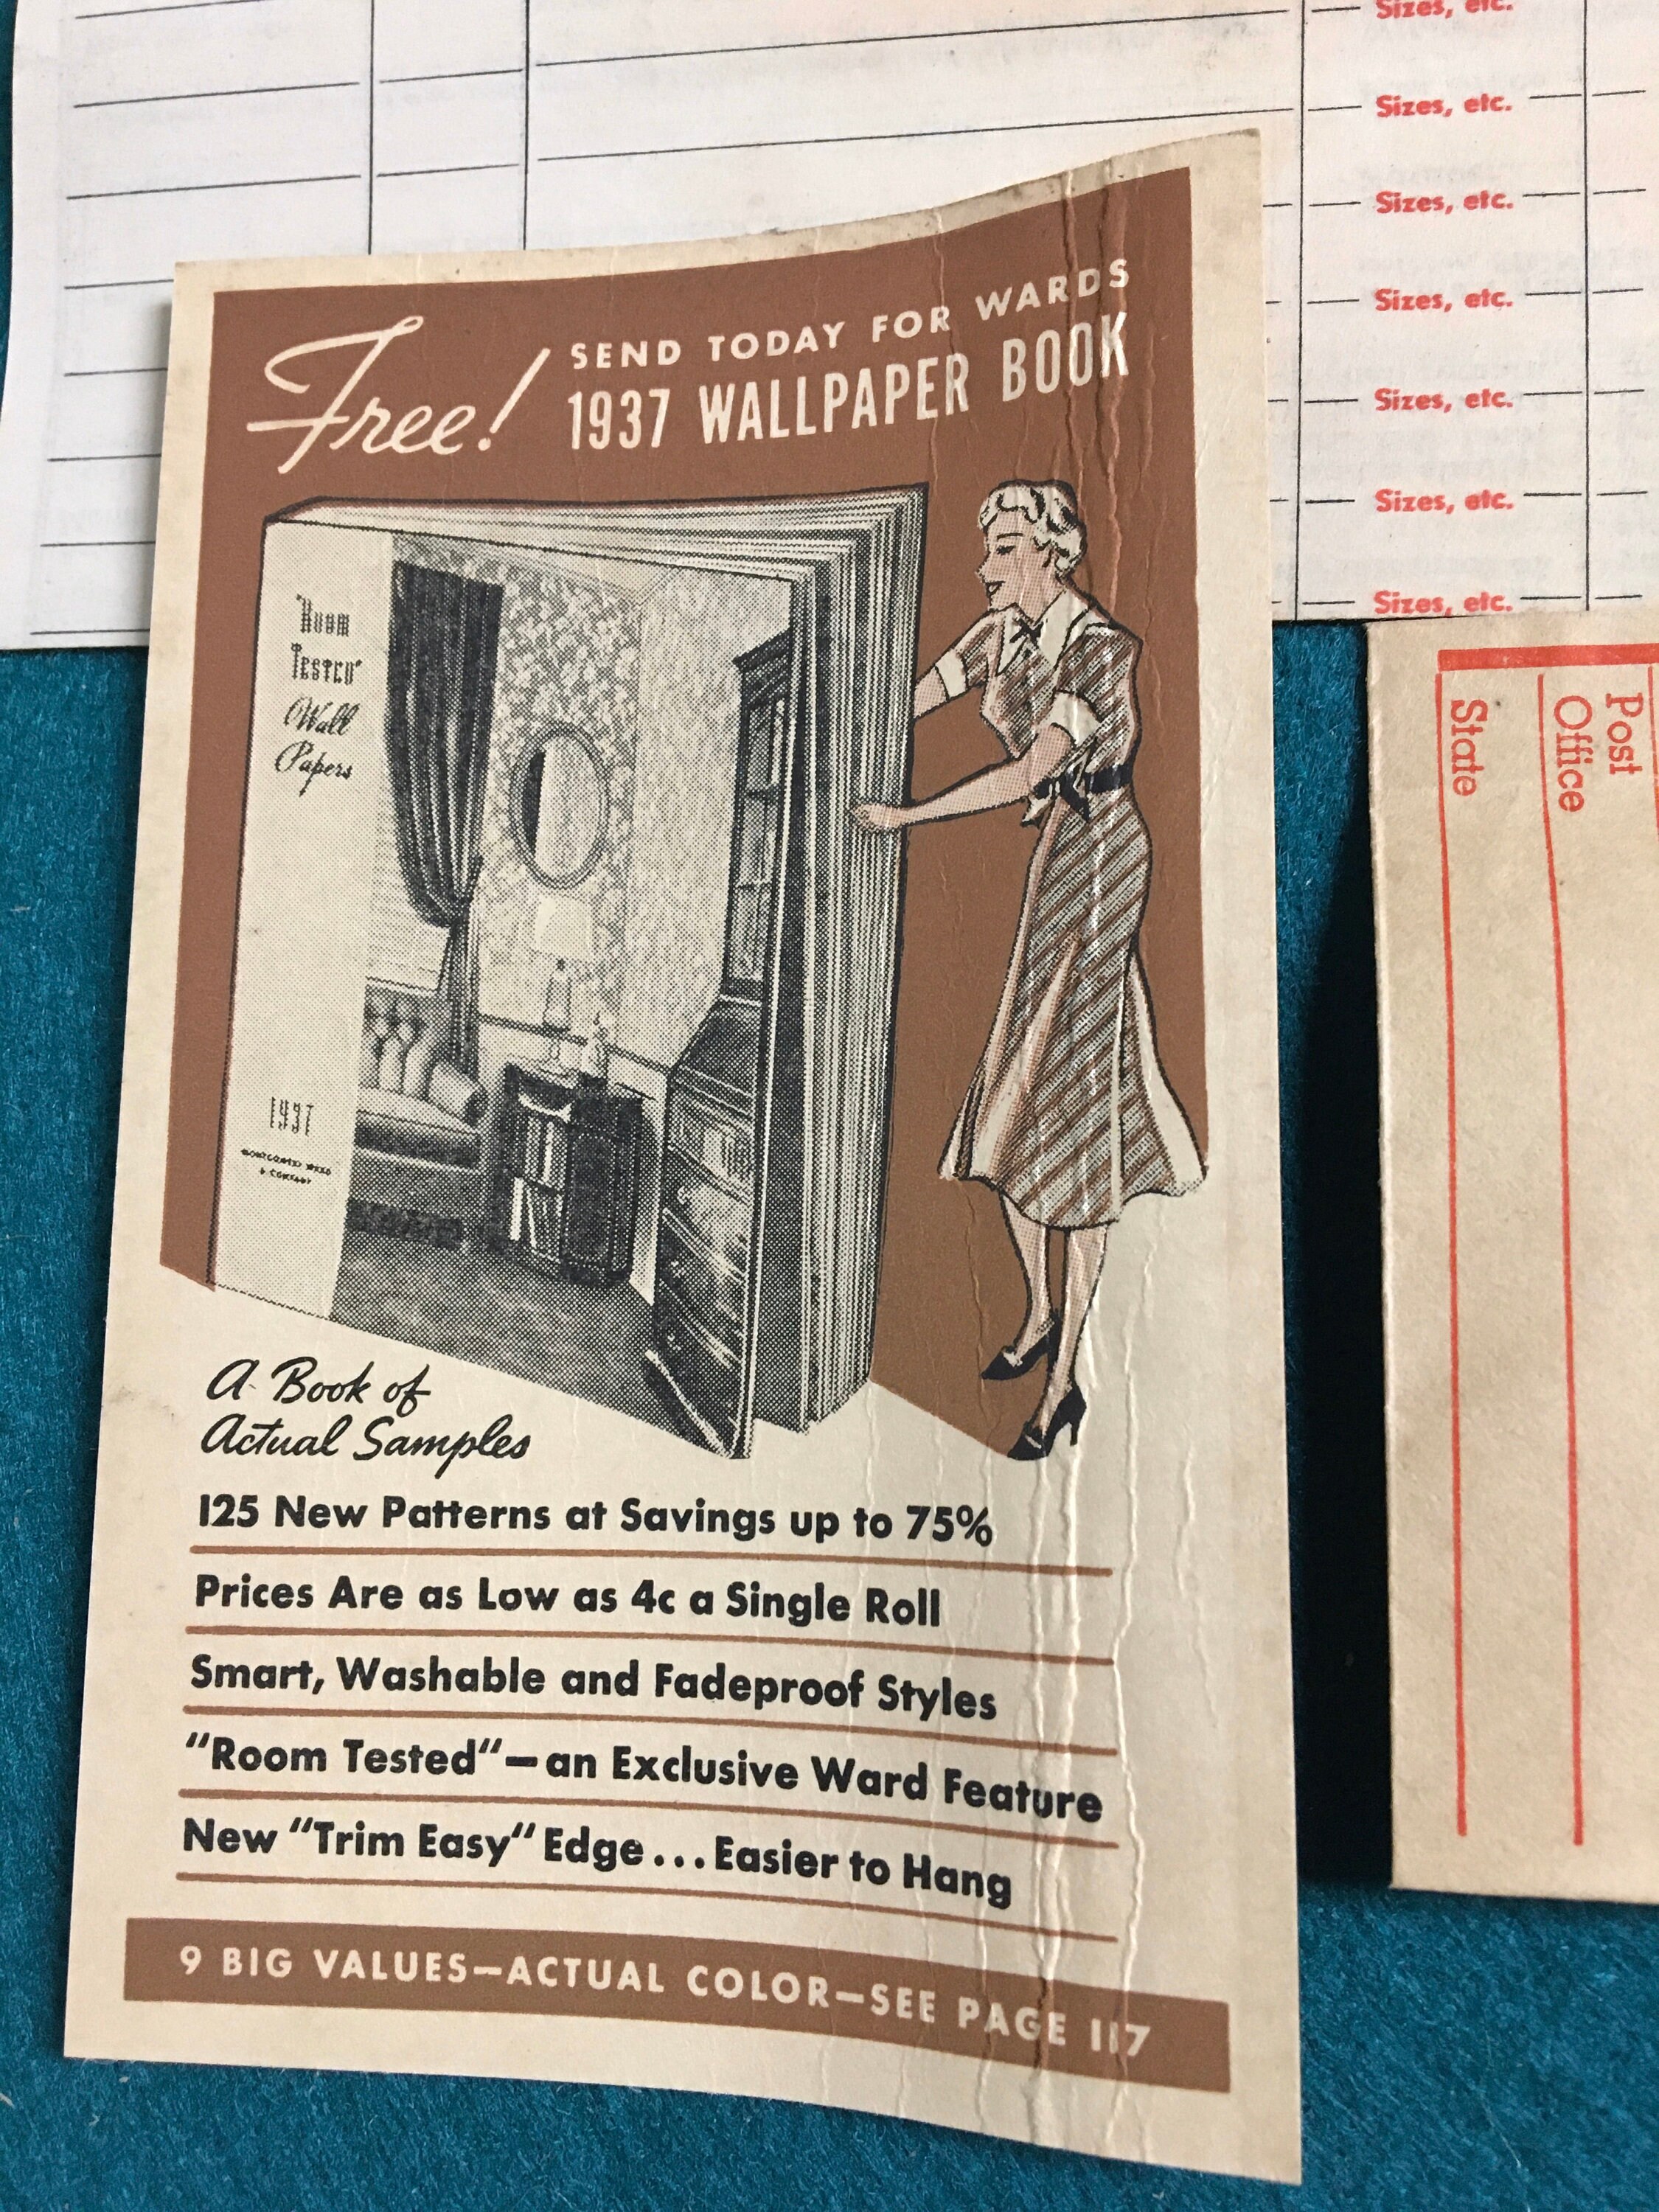 Sizes, etc.
Sizes, etc.
Sizes, etc.
Sizes, etc.
Sizes, etc.
Sizes, etc.
Sizes, etc.
Free!
SEND TODAY FOR WARDS
1937 WALLPAPER BOOK
"ROOM
TESTED"
Wall
Papers
1937
MONTGOMERY WARD
& COMPANY
A Book of
Actual Samples
125 New Patterns at Savings up to 75%
Prices Are as Low as 4c a Single Roll
Smart, Washable and Fadeproof Styles
"Room Tested"—an Exclusive Ward Feature
New "Trim Easy" Edge... Easier to Hang
9 BIG VALUES—ACTUAL COLOR—SEE PAGE 117
Post
Office
State